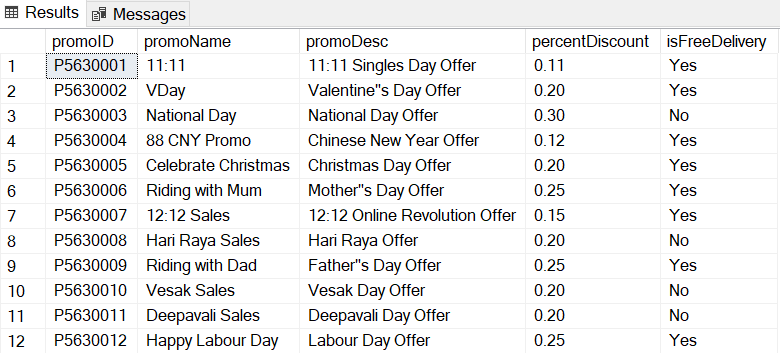 Results Messages
promoID promoName promoDesc percentDiscount isFreeDelivery
1 P5630001 11:11 11:11 Singles Day Offer 0.11 Yes
2 P5630002 VDay Valentine"s Day Offer 0.20 Yes
3 P5630003 National Day National Day Offer 0.30 No
4 P5630004 88 CNY Promo Chinese New Year Offer 0.12 Yes
5 P5630005 Celebrate Christmas Christmas Day Offer 0.20 Yes
6 P5630006 Riding with Mum Mother"s Day Offer 0.25 Yes
7 P5630007 12:12 Sales 12:12 Online Revolution Offer 0.15 Yes
8 P5630008 Hari Raya Sales Hari Raya Offer 0.20 No
9 P5630009 Riding with Dad Father"s Day Offer 0.25 Yes
10 P5630010 Vesak Sales Vesak Day Offer 0.20 No
11 P5630011 Deepavali Sales Deepavali Day Offer 0.20 No
12 P5630012 Happy Labour Day Labour Day Offer 0.25 Yes